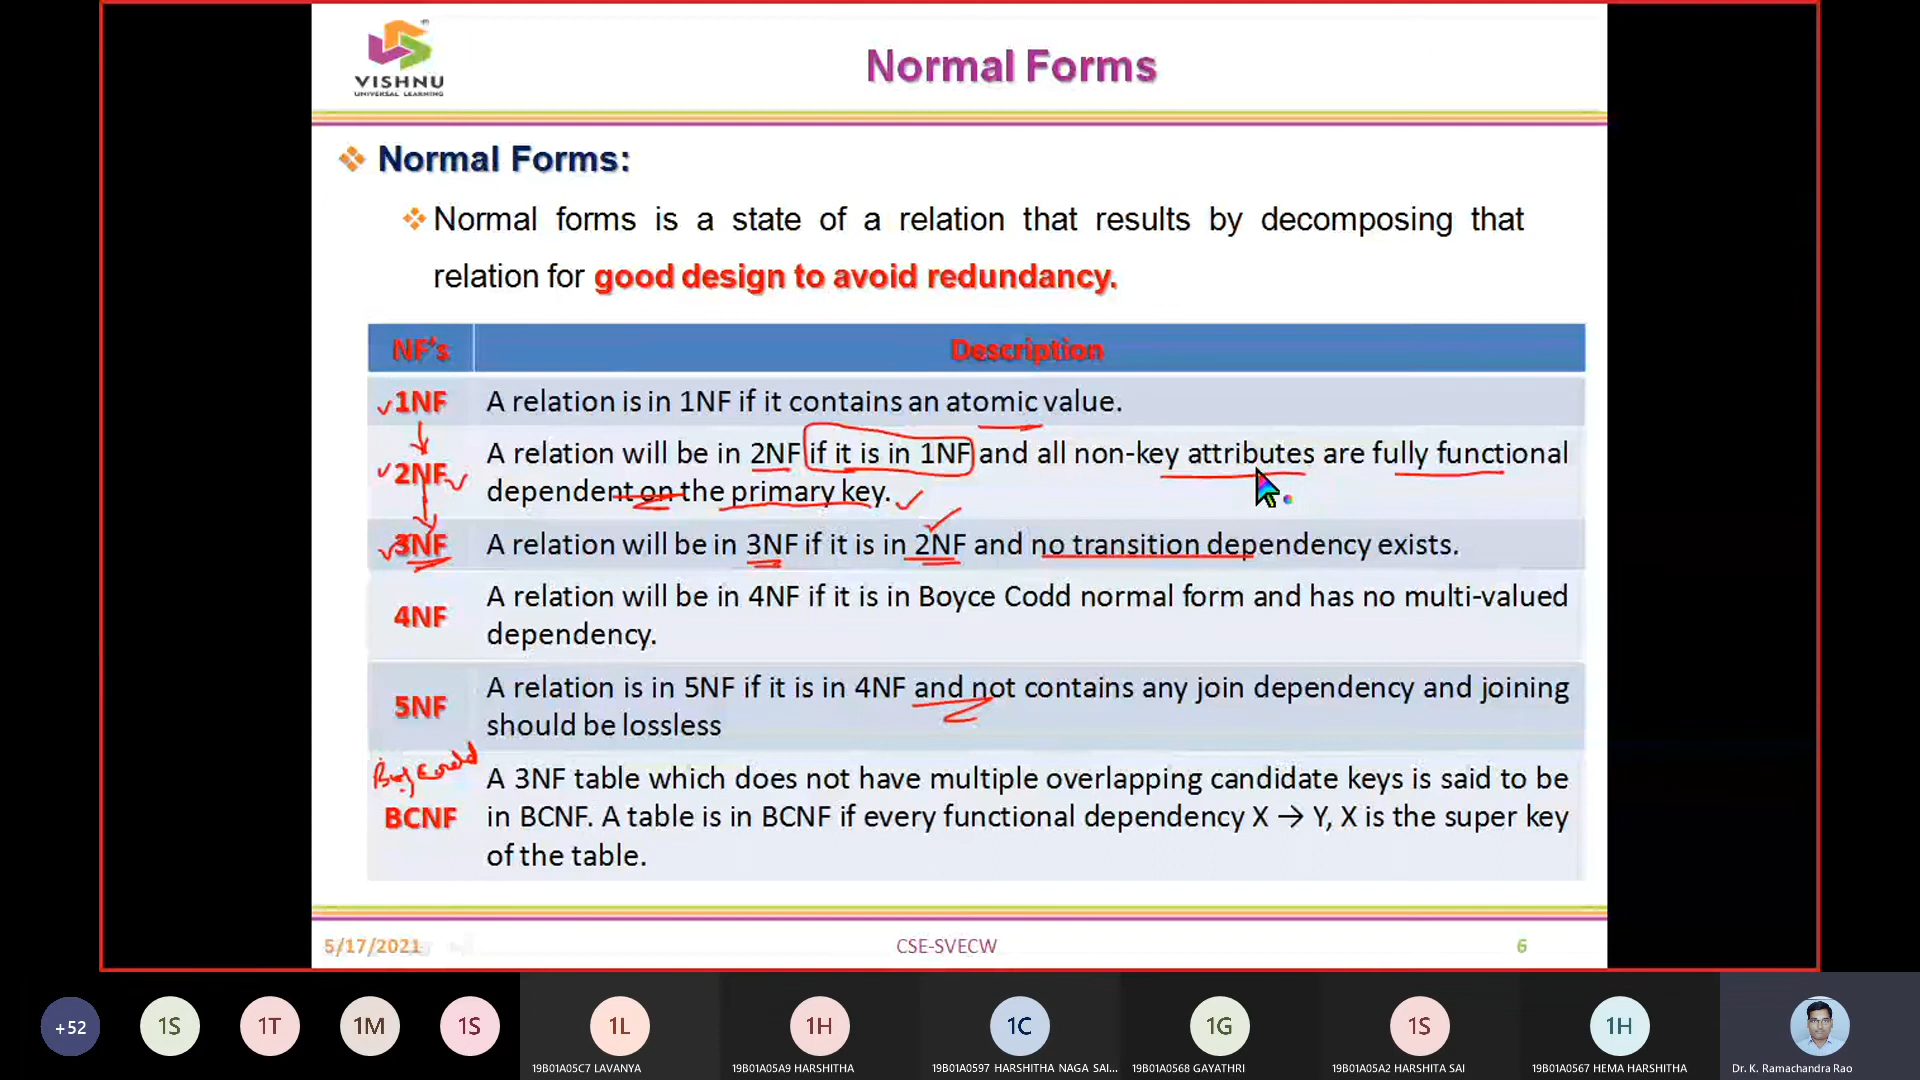 VISHNU
UNIVERSAL LEARNING
Normal Forms
Normal Forms:
Normal forms is a state of a relation that results by decomposing that
relation for good design to avoid redundancy.
NF's Description
1NF A relation is in 1NF if it contains an atomic value.
2NF A relation will be in 2NF if it is in 1NF and all non-key attributes are fully functional
dependent on the primary key.
3NF A relation will be in 3NF if it is in 2NF and no transition dependency exists.
4NF A relation will be in 4NF if it is in Boyce Codd normal form and has no multi-valued
dependency.
5NF A relation is in 5NF if it is in 4NF and not contains any join dependency and joining
should be lossless
BCNF A 3NF table which does not have multiple overlapping candidate keys is said to be
in BCNF. A table is in BCNF if every functional dependency X → Y, X is the super key
of the table.
5/17/2021 CSE-SVECW 6
+52 1S 1T 1M 1S 1L 1H 1C 1G 1S 1H
19B01A05C7 LAVANYA 19B01A05A9 HARSHITHA 19B01A0597 HARSHITHA NAGA SAI... 19B01A0568 GAYATHRI 19B01A05A2 HARSHITA SAI 19B01A0567 HEMA HARSHITHA Dr. K. Ramachandra Rao